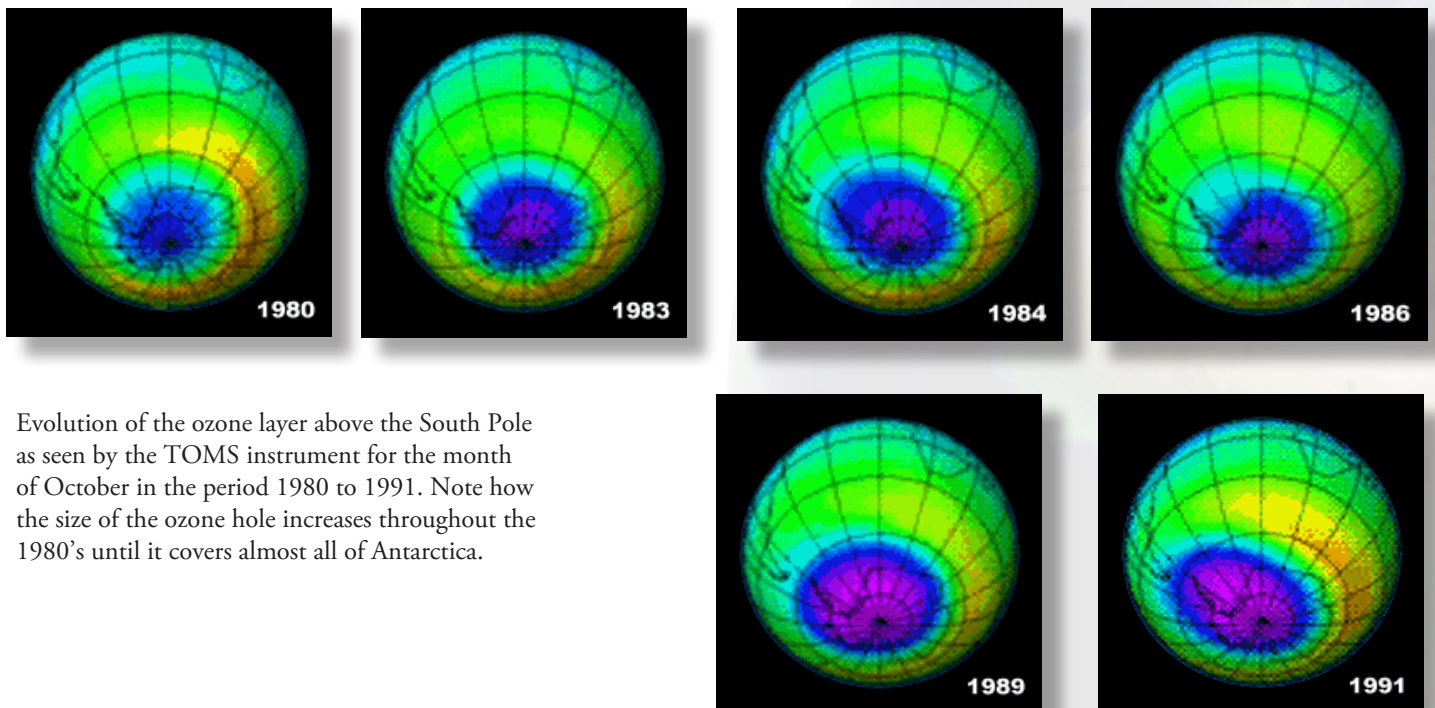 1980
1983
1984
1986
Evolution of the ozone layer above the South Pole
as seen by the TOMS instrument for the month
of October in the period 1980 to 1991. Note how
the size of the ozone hole increases throughout the
1980’s until it covers almost all of Antarctica.
1989
1991